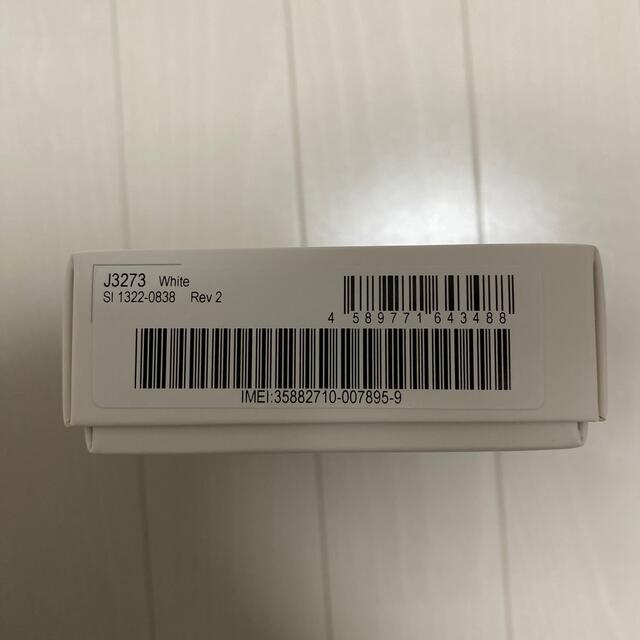 J3273 White
SI 1322-0838 Rev 2
4 589771 643488
IMEI:35882710-007895-9